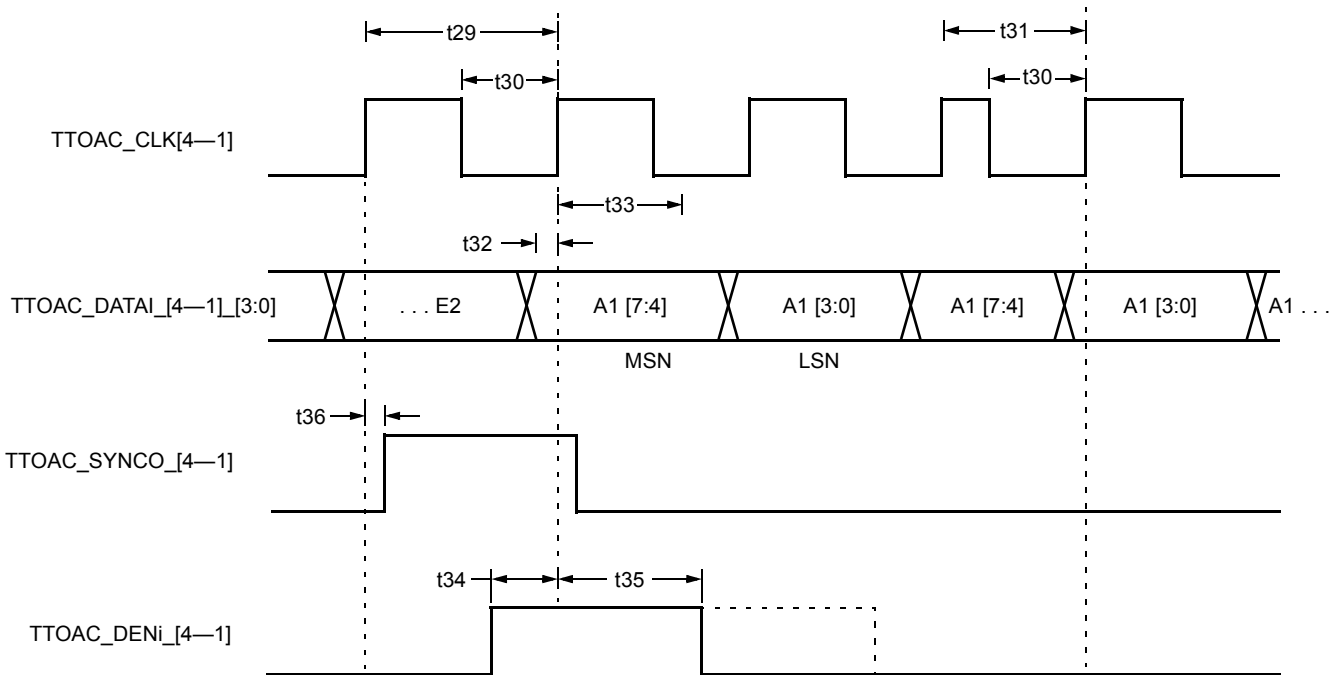 t29
t31
t30
t30
TTOAC_CLK[4—1]
t33
t32
TTOAC_DATAI_[4—1]_[3:0]
. . . E2
A1 [7:4]
A1 [3:0]
A1 [7:4]
A1 [3:0]
A1 . . .
MSN
LSN
t36
TTOAC_SYNCO_[4—1]
t34
t35
TTOAC_DENi_[4—1]